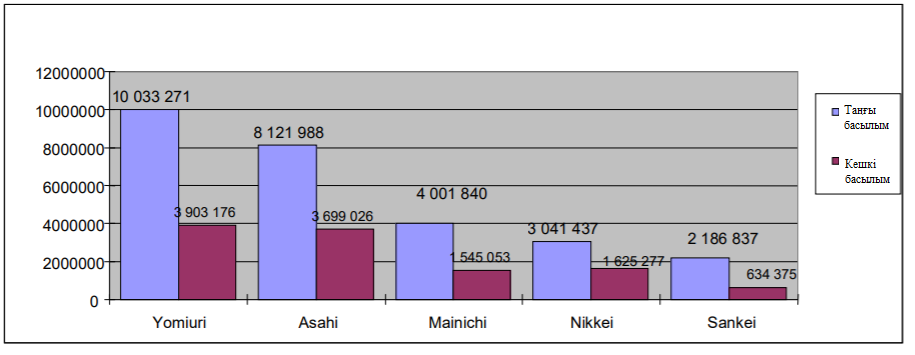 12000000
10000000
8000000
6000000
4000000
2000000
0
10 033 271
3 903 176
8 121 988
3 699 026
4 001 840
1 545 053
3 041 437
1 625 277
2 186 837
634 375
Yomiuri
Asahi
Mainichi
Nikkei
Sankei
Таңғы
басылым
Кешкі
басылым